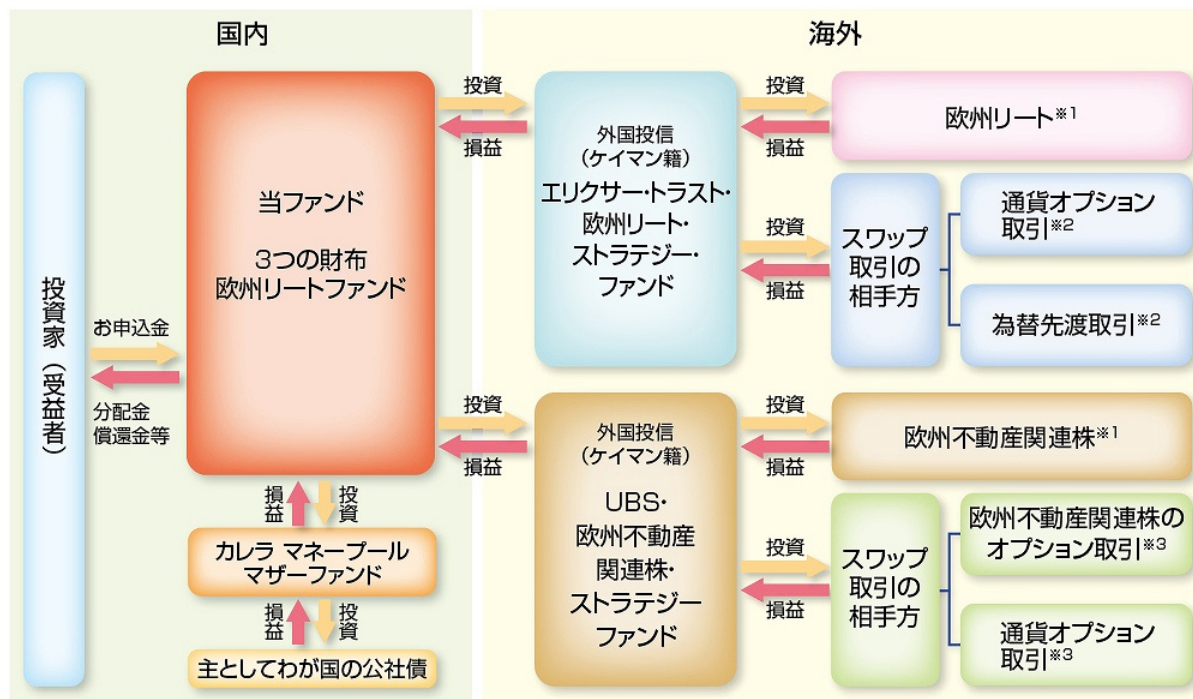 国内
海外
投資家（受益者）
お申込金
分配金
償還金等
当ファンド
3つの財布
欧州リートファンド
損益
投資
カレラ マネープール
マザーファンド
損益
投資
主としてわが国の公社債
投資
損益
外国投信
（ケイマン籍）
エリクサー・トラスト・
欧州リート・
ストラテジー・
ファンド
投資
損益
欧州リート※1
投資
損益
スワップ
取引の
相手方
通貨オプション
取引※2
為替先渡取引※2
投資
損益
外国投信
（ケイマン籍）
UBS・
欧州不動産
関連株・
ストラテジー
ファンド
投資
損益
欧州不動産関連株※1
投資
損益
スワップ
取引の
相手方
欧州不動産関連株の
オプション取引※3
通貨オプション
取引※3